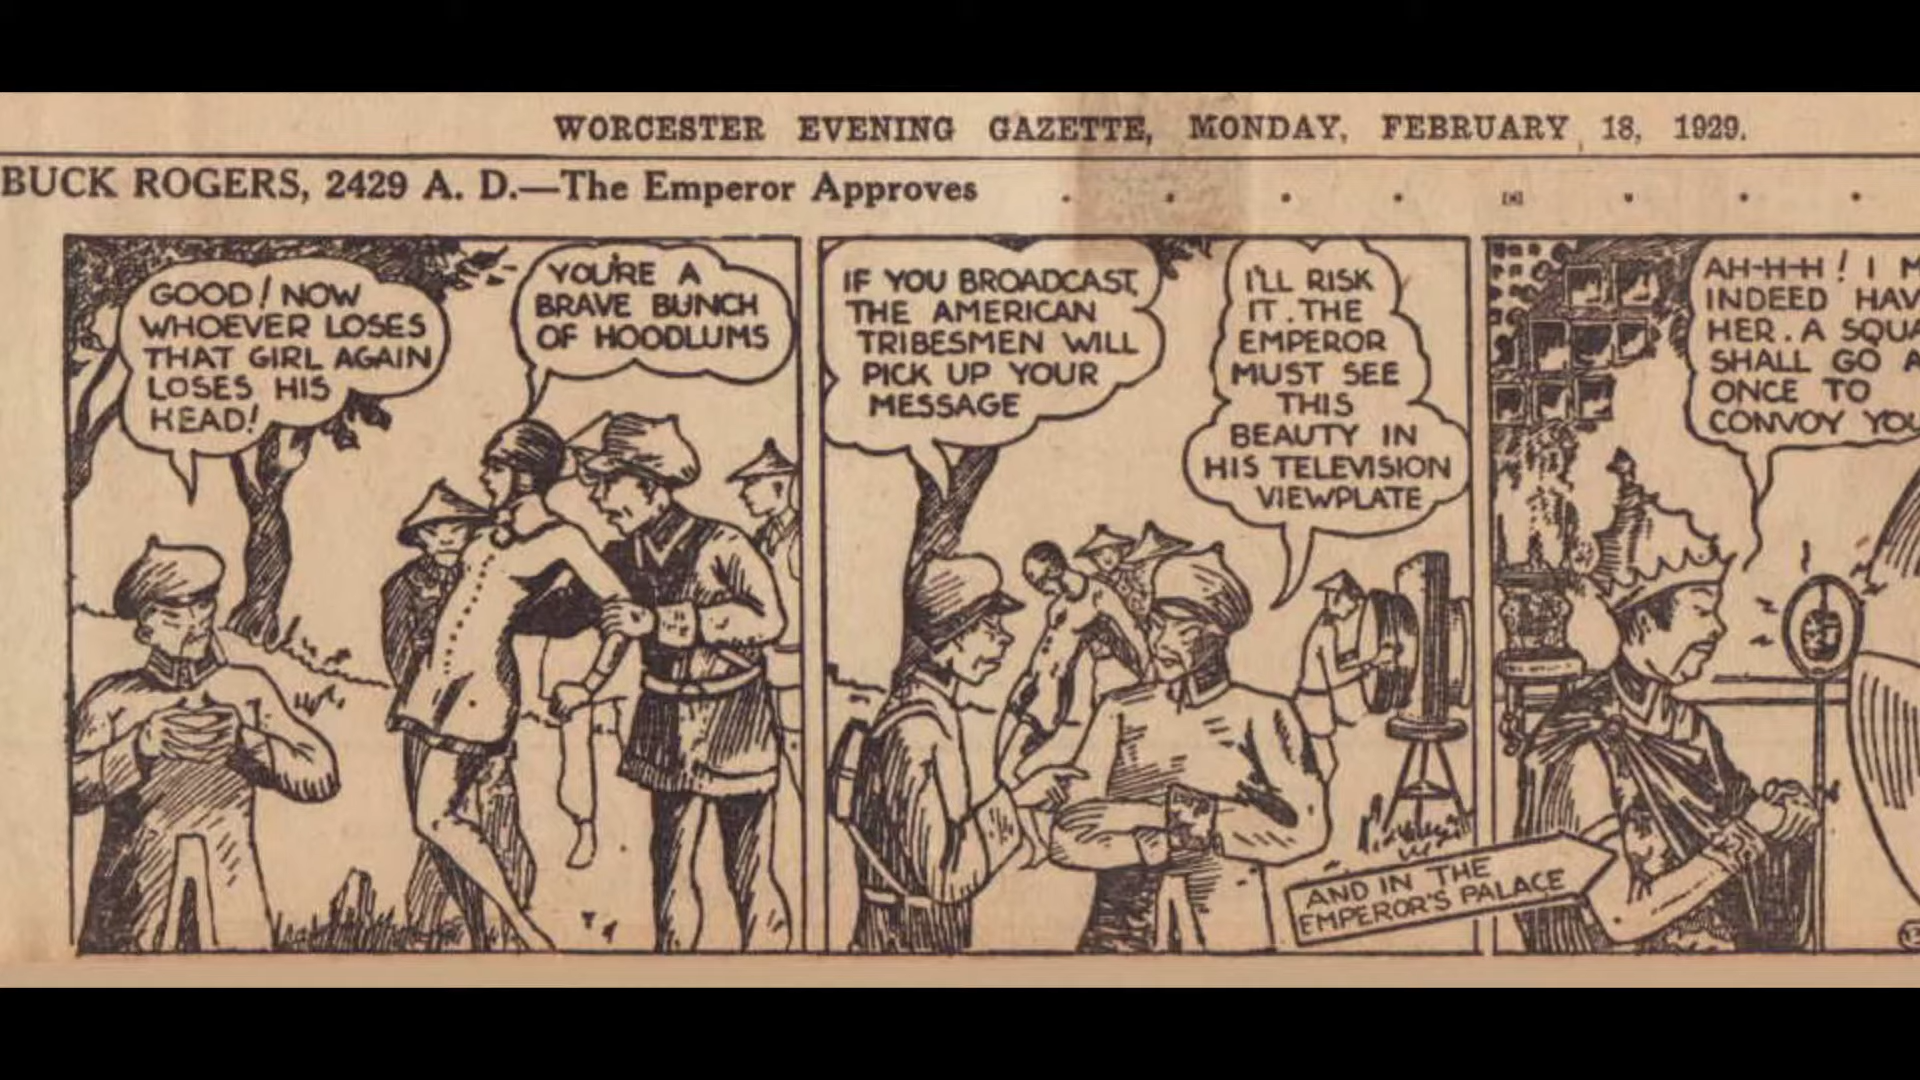 WORCESTER EVENING GAZETTE, MONDAY, FEBRUARY 18, 1929.
BUCK ROGERS, 2429 A. D.—The Emperor Approves
GOOD! NOW
WHOEVER LOSES
THAT GIRL AGAIN
LOSES HIS
HEAD!
YOU'RE A
BRAVE BUNCH
OF HOODLUMS
IF YOU BROADCAST,
THE AMERICAN
TRIBESMEN WILL
PICK UP YOUR
MESSAGE
I'LL RISK
IT. THE
EMPEROR
MUST SEE
THIS
BEAUTY IN
HIS TELEVISION
VIEWPLATE
AND IN THE
EMPEROR'S PALACE
AH-H-H! I M
INDEED HAV
HER. A SQUA
SHALL GO A
ONCE TO
CONVOY YOU